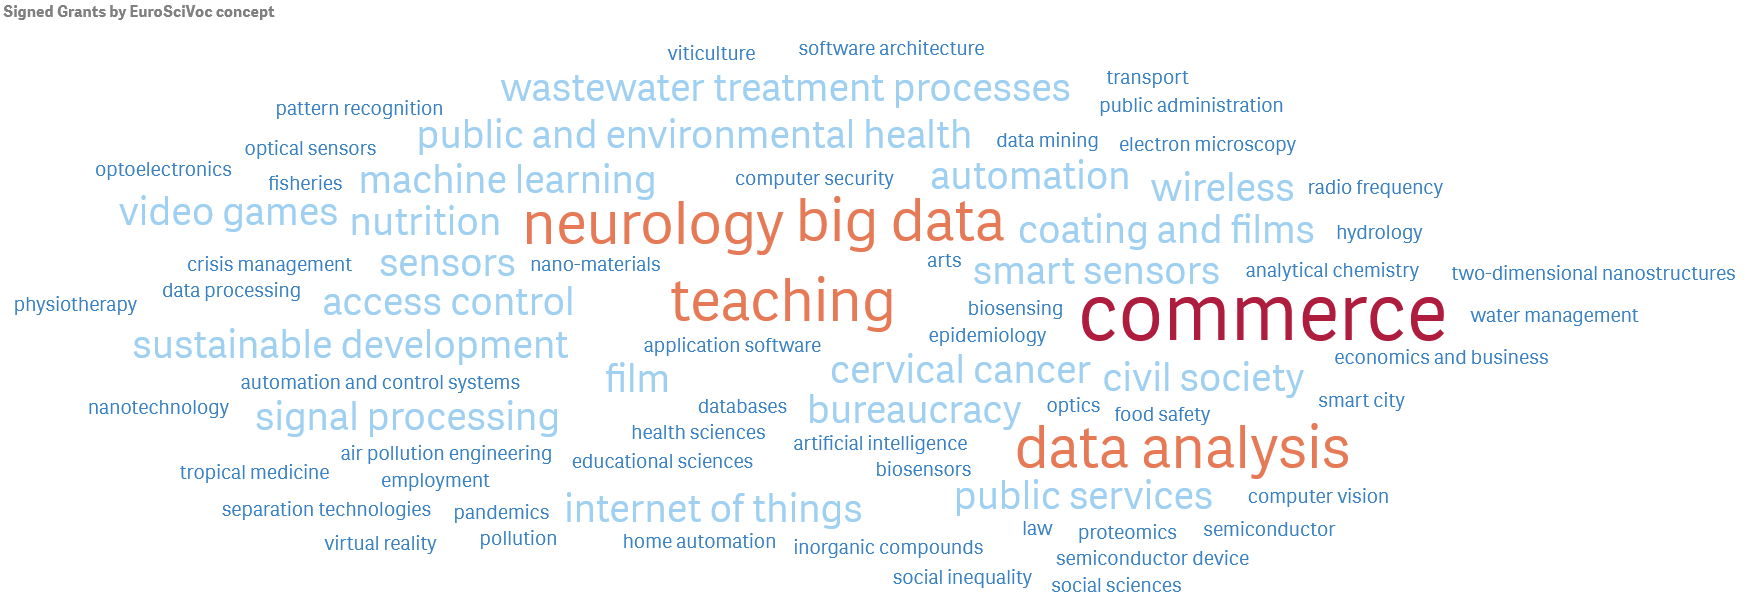 Signed Grants by EuroSciVoc concept
viticulture
software architecture
wastewater treatment processes
transport
pattern recognition
public administration
public and environmental health
data mining
electron microscopy
optical sensors
optoelectronics
fisheries
machine learning
computer security
automation
wireless
radio frequency
video games
nutrition
neurology
big data
coating and films
hydrology
crisis management
sensors
nano-materials
arts
smart sensors
analytical chemistry
two-dimensional nanostructures
physiotherapy
data processing
access control
teaching
biosensing
commerce
water management
epidemiology
sustainable development
application software
economics and business
automation and control systems
film
cervical cancer
civil society
nanotechnology
signal processing
databases
bureaucracy
optics
food safety
smart city
health sciences
artificial intelligence
data analysis
air pollution engineering
educational sciences
biosensors
tropical medicine
employment
public services
computer vision
separation technologies
pandemics
internet of things
law
proteomics
semiconductor
virtual reality
pollution
home automation
inorganic compounds
semiconductor device
social inequality
social sciences